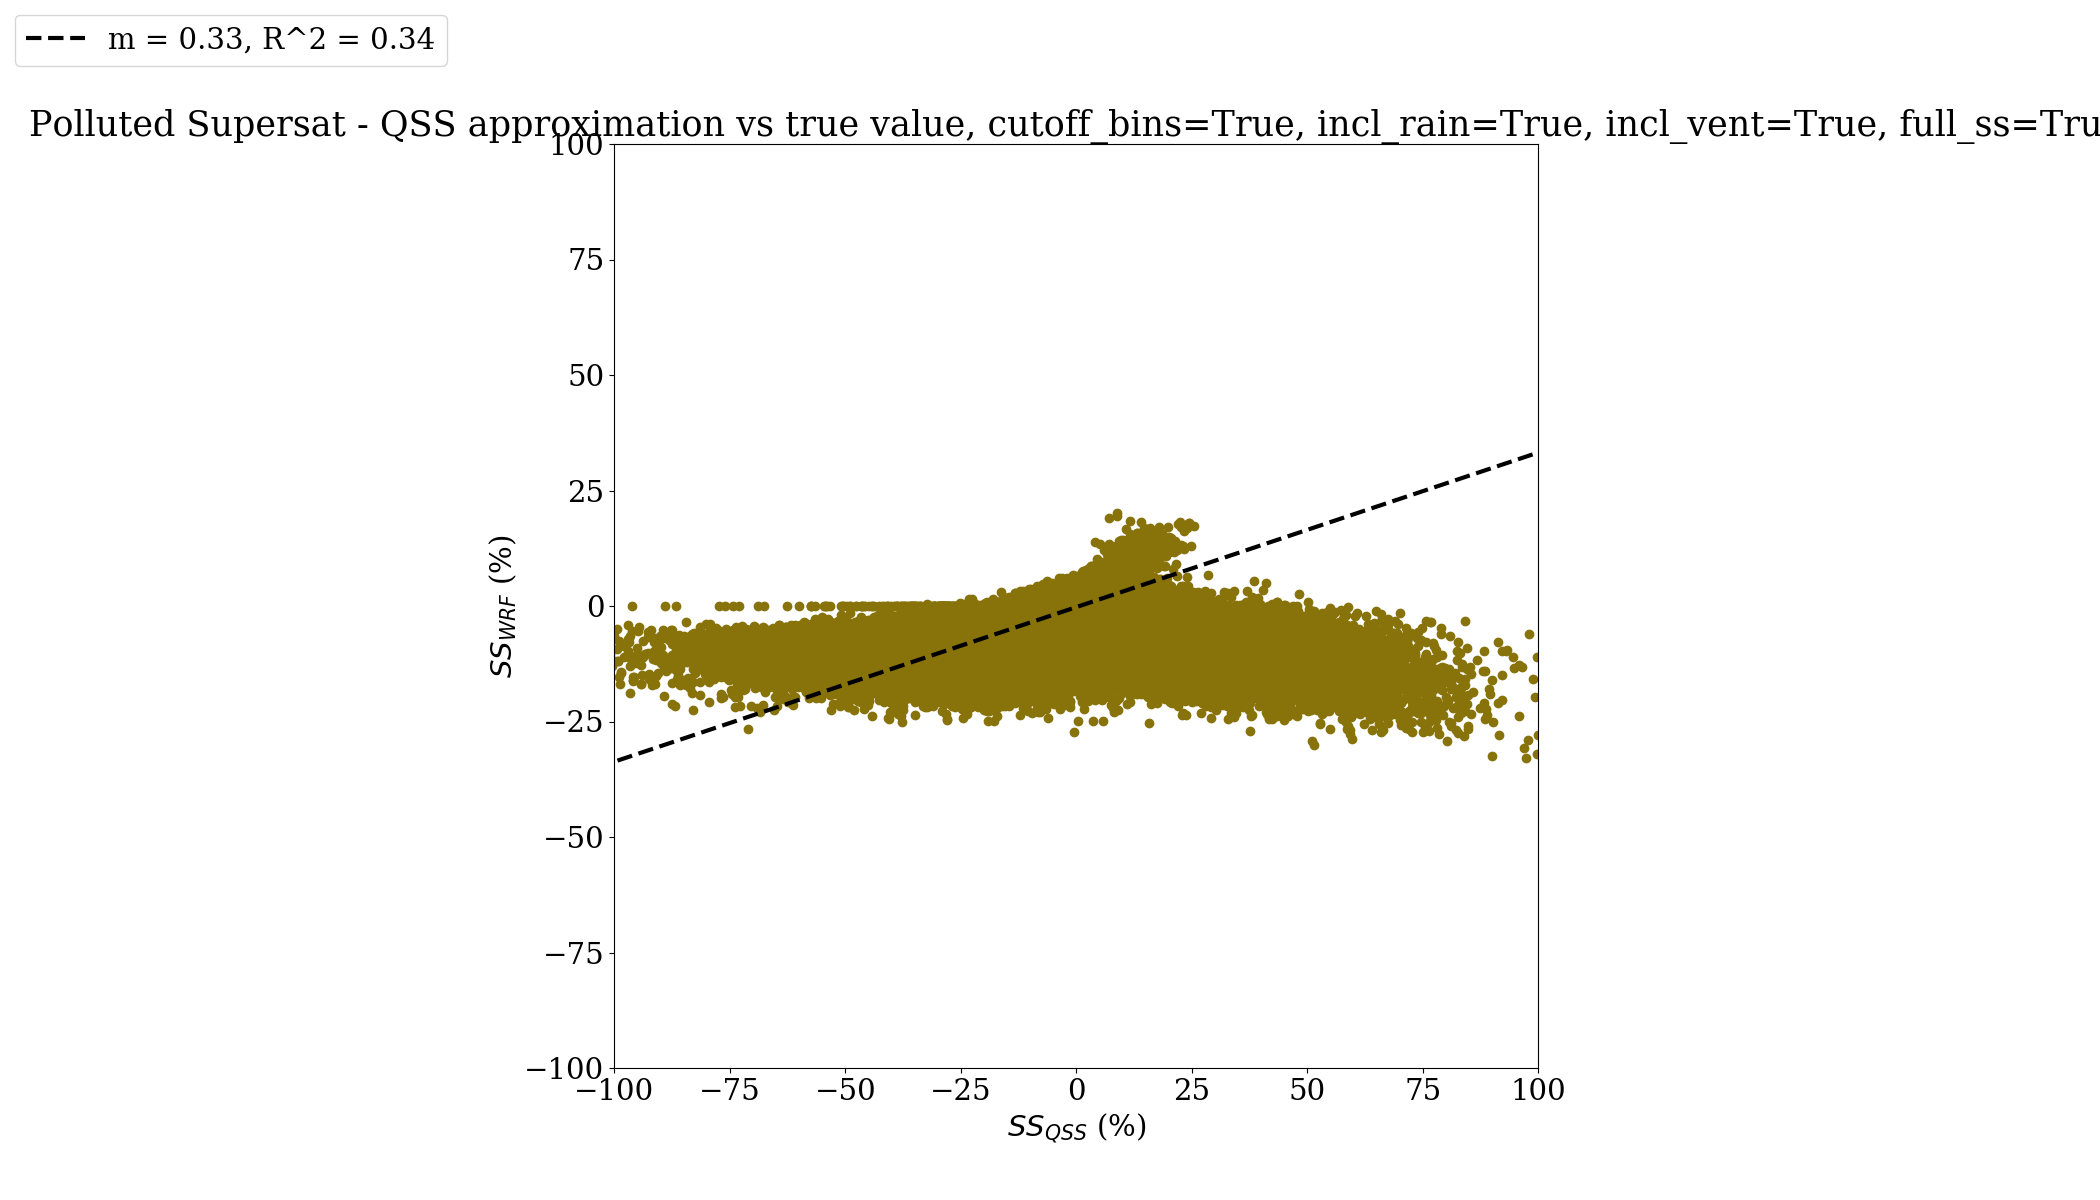 m = 0.33, R^2 = 0.34
Polluted Supersat - QSS approximation vs true value, cutoff_bins=True, incl_rain=True, incl_vent=True, full_ss=Tru
100
75
50
25
0
−25
−50
−75
−100
SS_WRF (%)
−100 −75 −50 −25 0 25 50 75 100
SS_QSS (%)